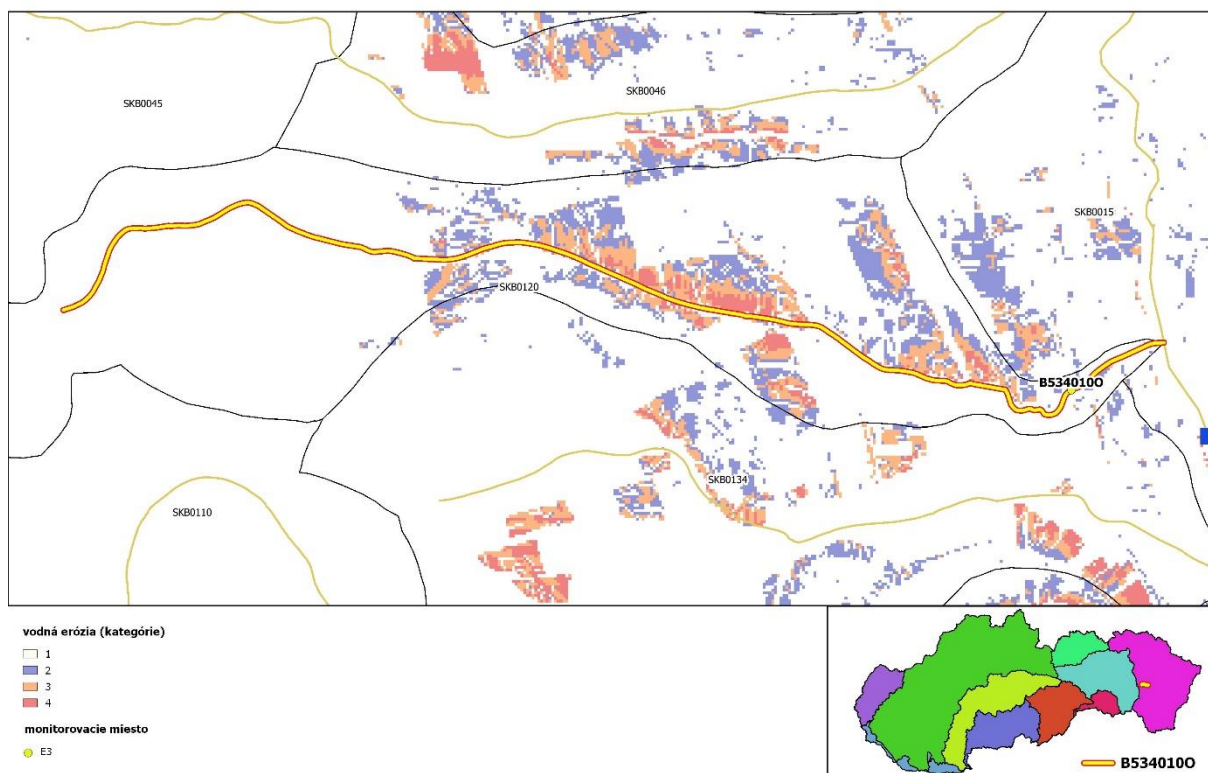 SKB0045
SKB0046
SKB0015
SKB0120
B534010O
SKB0134
SKB0110
vodná erózia (kategórie)
1
2
3
4
monitorovacie miesto
E3
B534010O